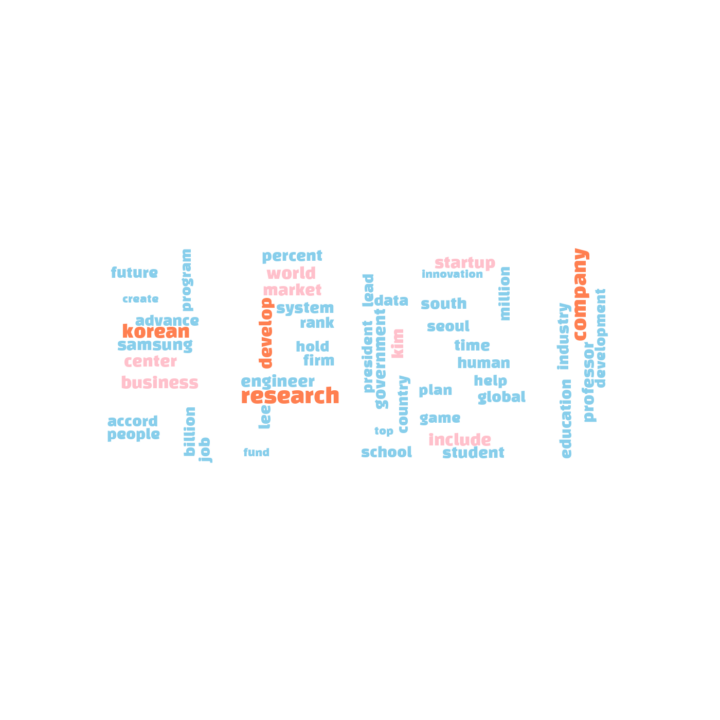 future
program
create
advance
korean
samsung
center
business
accord
people
billion
job
percent
world
market
develop
system
rank
hold
firm
engineer
research
lee
fund
lead
data
president
government
kim
country
top
school
startup
innovation
million
south
seoul
time
human
help
plan
global
game
include
student
company
industry
development
professor
education